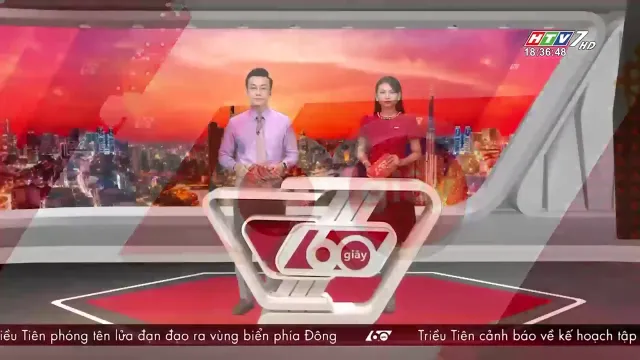 HTV7 HD
18:36:48
60 giây
iều Tiên phóng tên lửa đạn đạo ra vùng biển phía Đông 60 Triều Tiên cảnh báo về kế hoạch tập